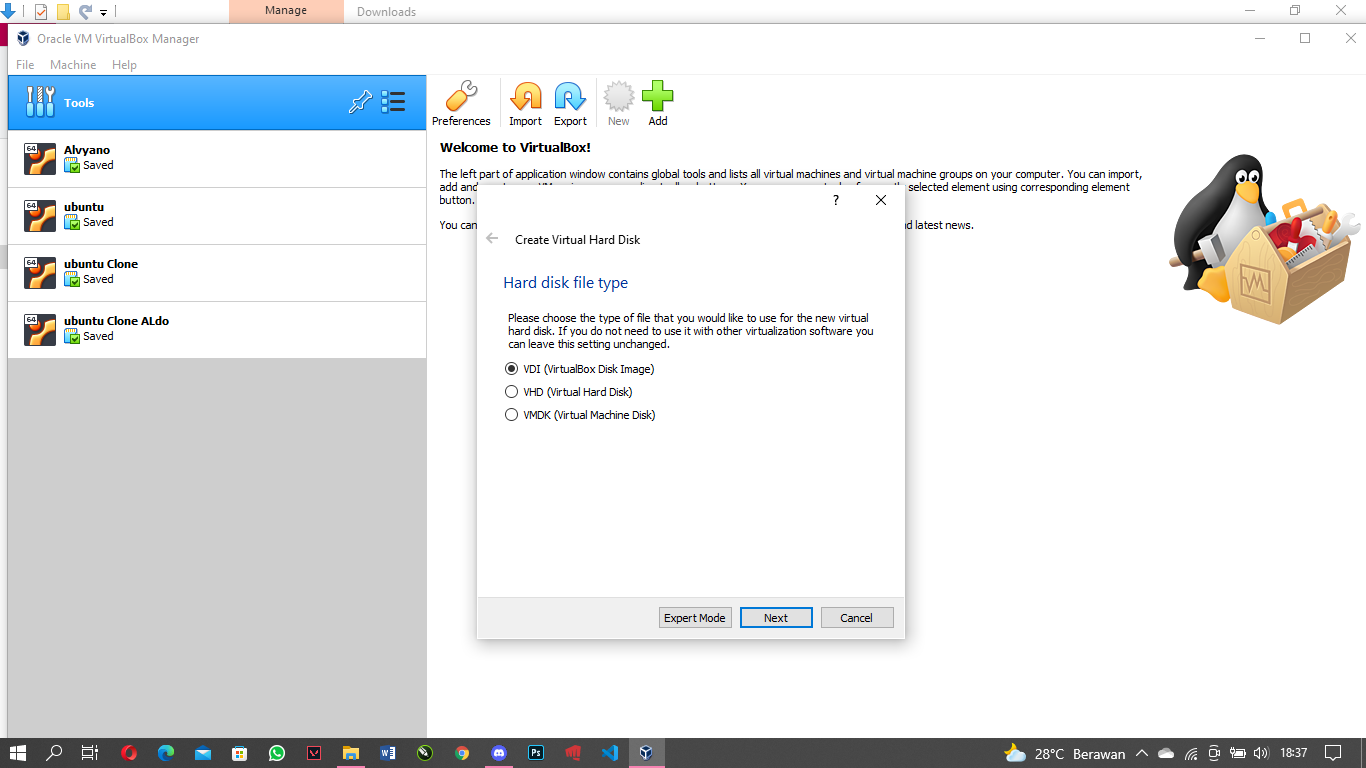 Manage
Downloads
Oracle VM VirtualBox Manager
File Machine Help
Tools
Preferences
Import
Export
New
Add
64
Alvyano
Saved
64
ubuntu
Saved
64
ubuntu Clone
Saved
64
ubuntu Clone ALdo
Saved
Welcome to VirtualBox!
The left part of application window contains global tools and lists all virtual machines and virtual machine groups on your computer. You can import,
add and selected element using corresponding element
button.
You can d latest news.
?
Create Virtual Hard Disk
Hard disk file type
Please choose the type of file that you would like to use for the new virtual
hard disk. If you do not need to use it with other virtualization software you
can leave this setting unchanged.
VDI (VirtualBox Disk Image)
VHD (Virtual Hard Disk)
VMDK (Virtual Machine Disk)
Expert Mode
Next
Cancel
Ps
28°C Berawan
18:37